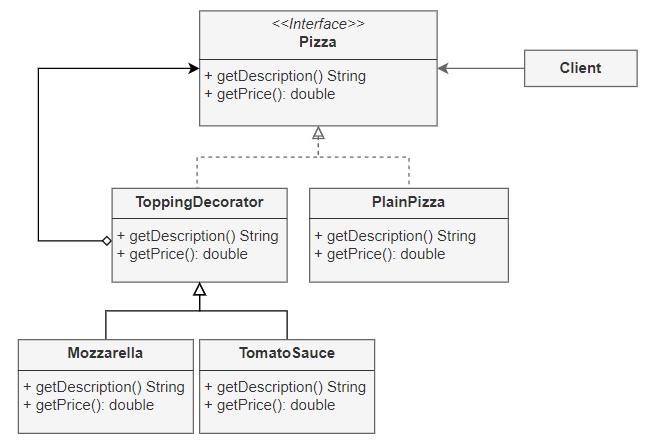 <<Interface>>
Pizza
+ getDescription() String
+ getPrice(): double
Client
ToppingDecorator
+ getDescription() String
+ getPrice(): double
PlainPizza
+ getDescription() String
+ getPrice(): double
Mozzarella
+ getDescription() String
+ getPrice(): double
TomatoSauce
+ getDescription() String
+ getPrice(): double